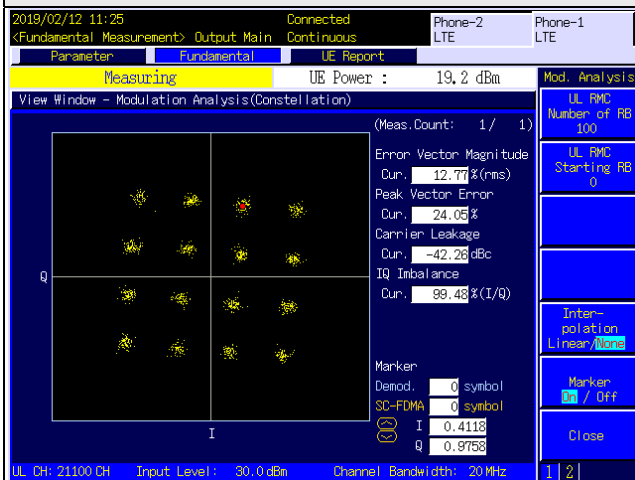 2019/02/12 11:25 Connected Phone-2 Phone-1
<Fundamental Measurement> Output Main Continuous LTE LTE
Parameter Fundamental UE Report
Measuring UE Power : 19.2 dBm Mod. Analysis
View Window - Modulation Analysis(Constellation)
(Meas.Count: 1/ 1)
Error Vector Magnitude
Cur. 12.77 %(rms)
Peak Vector Error
Cur. 24.05 %
Carrier Leakage
Cur. -42.26 dBc
IQ Imbalance
Cur. 99.48 %(I/Q)
Q
I
Marker
Demod. 0 symbol
SC-FDMA 0 symbol
I 0.4118
Q 0.9758
UL RMC
Number of RB
100
UL RMC
Starting RB
0
Inter-
polation
Linear/None
Marker
On / Off
Close
UL CH: 21100 CH Input Level: 30.0 dBm Channel Bandwidth: 20 MHz 1 2